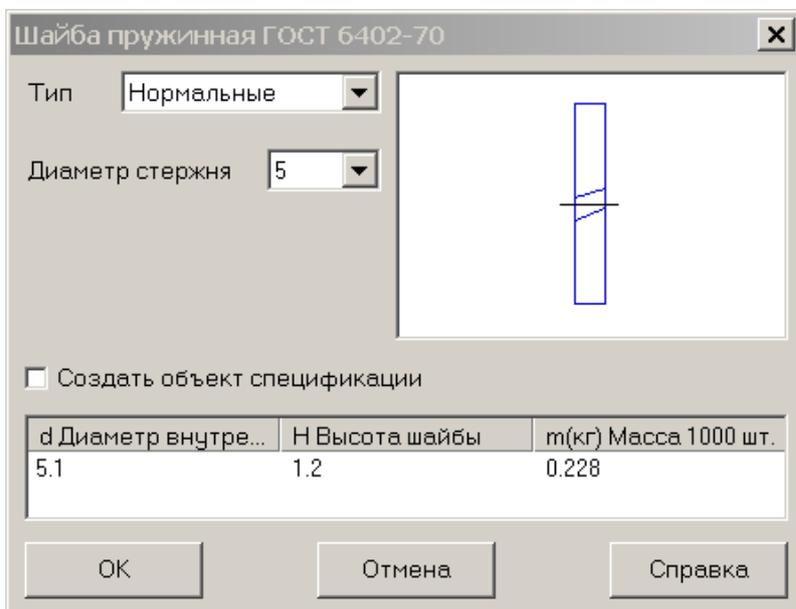 Шайба пружинная ГОСТ 6402-70
Тип Нормальные
Диаметр стержня 5
Создать объект спецификации
d Диаметр внутре... H Высота шайбы m(кг) Масса 1000 шт.
5.1 1.2 0.228
OK Отмена Справка